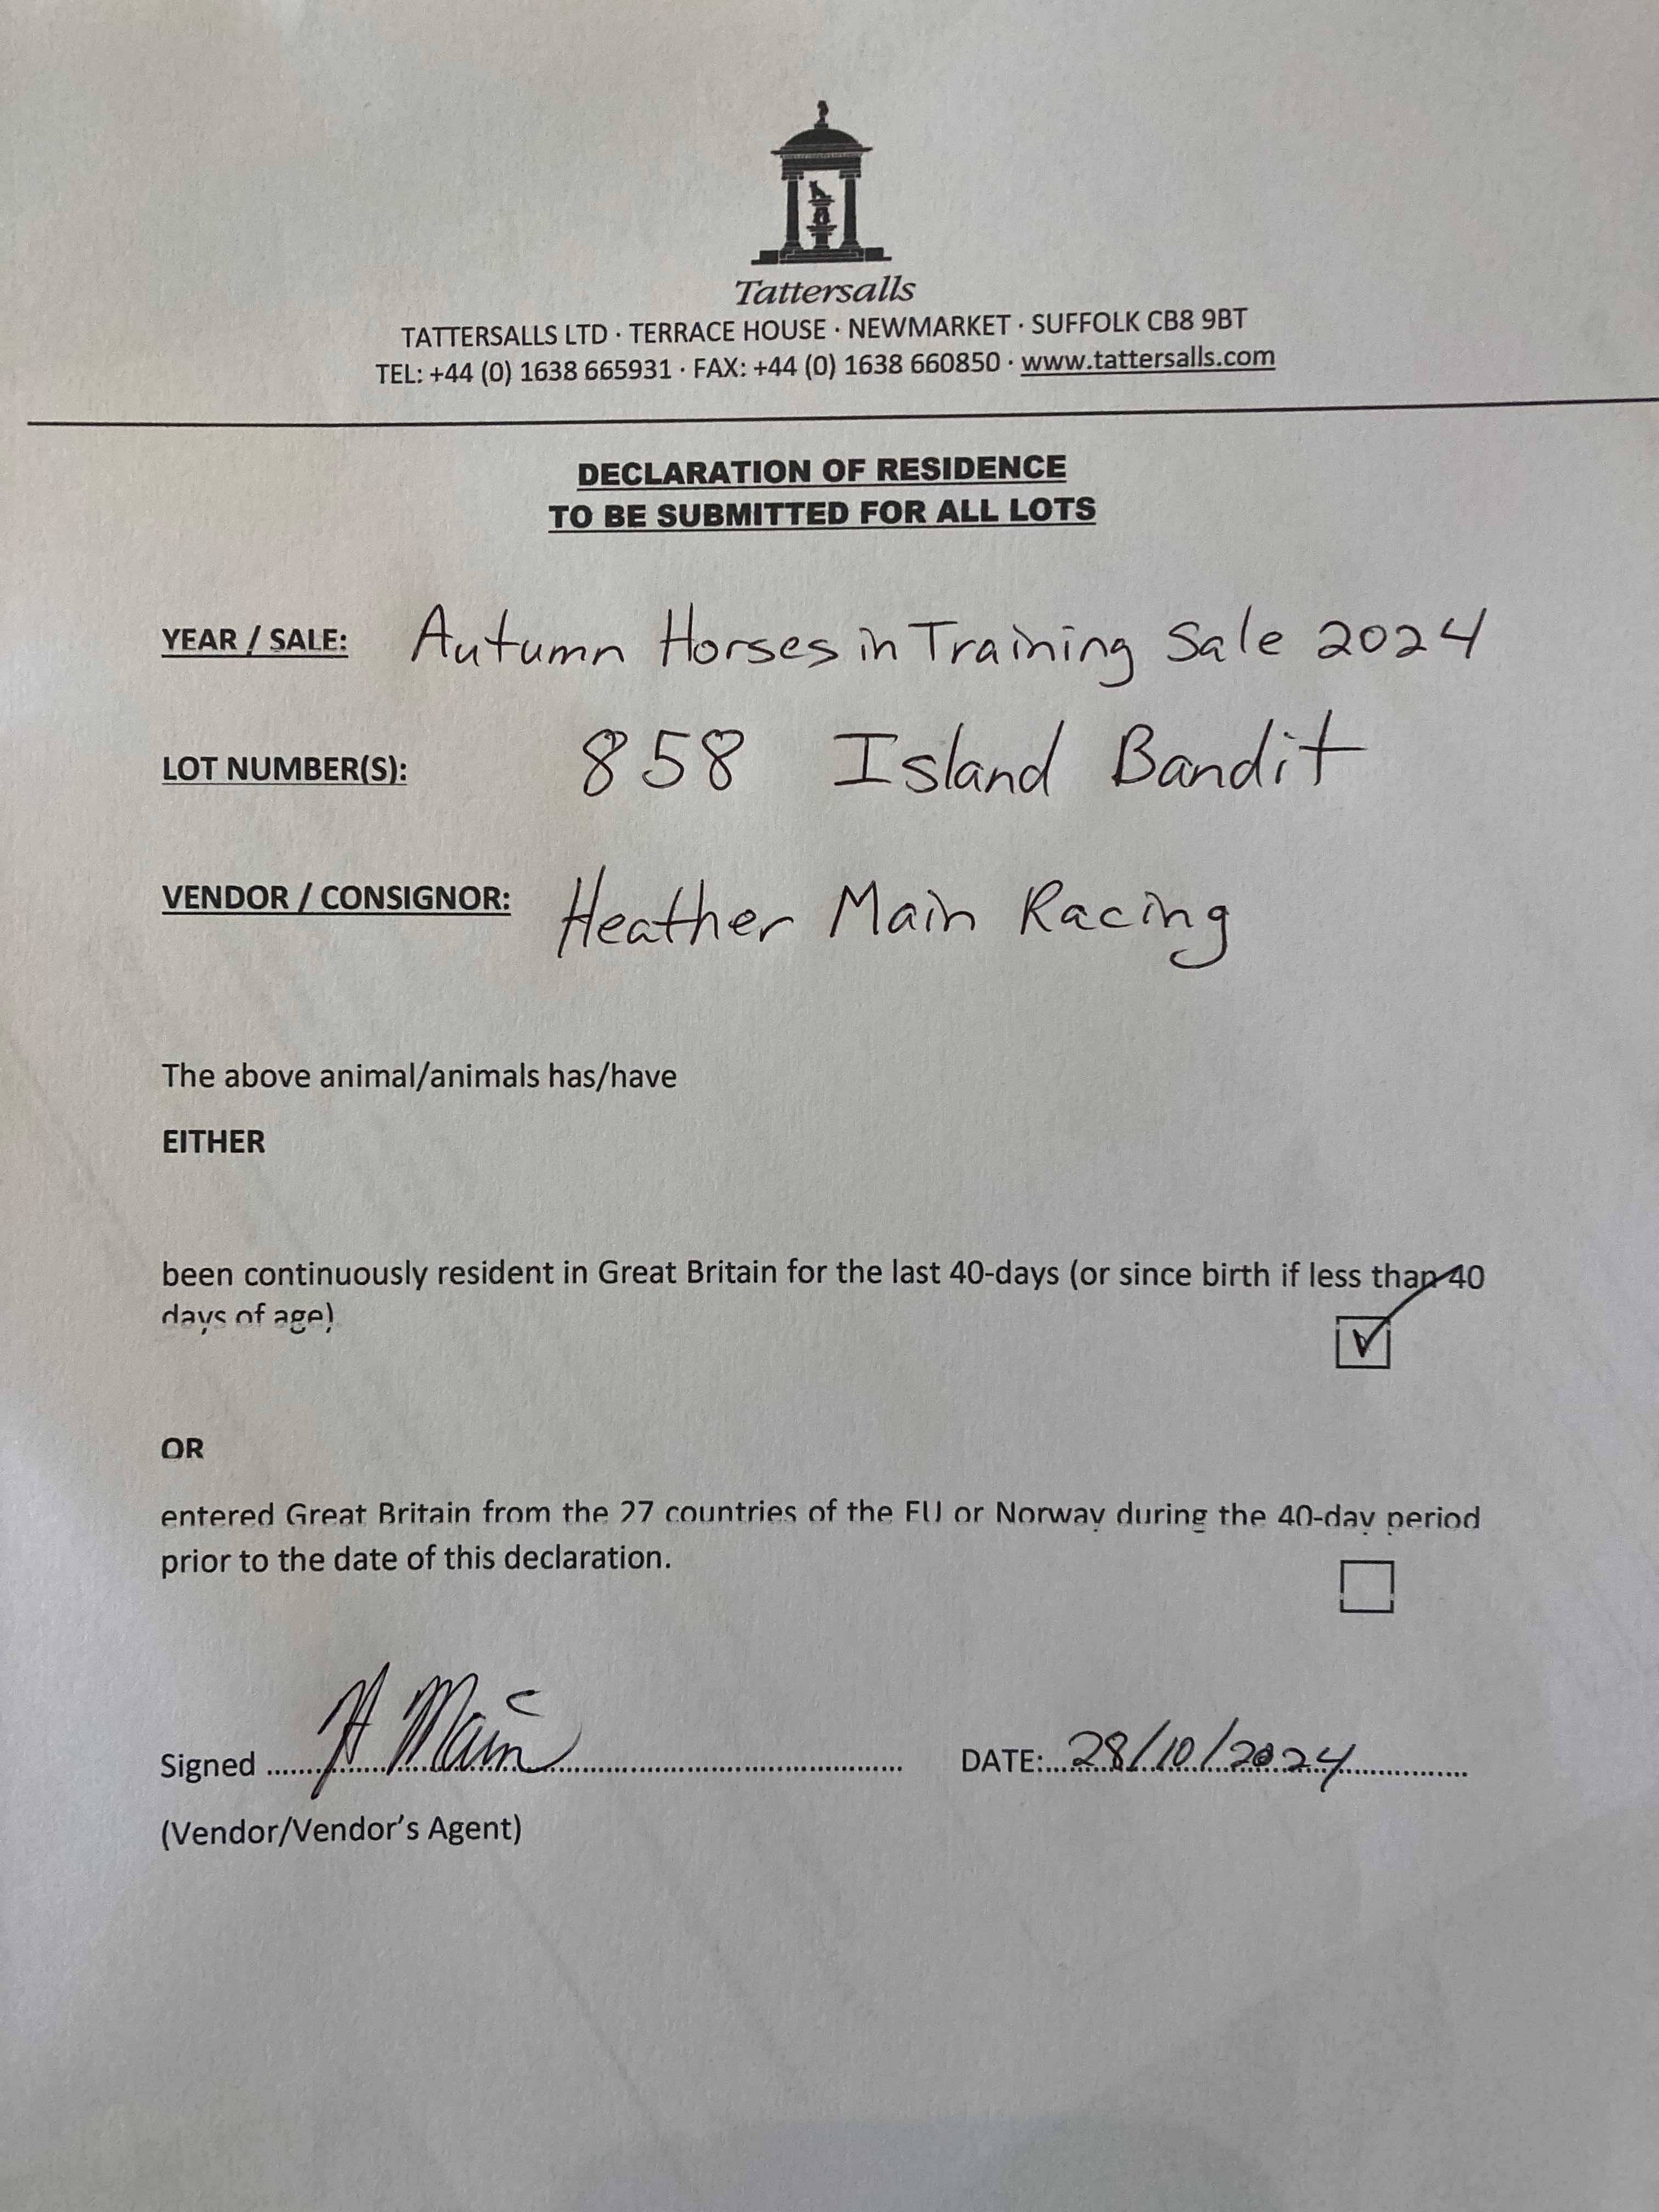 Tattersalls
TATTERSALLS LTD · TERRACE HOUSE · NEWMARKET · SUFFOLK CB8 9BT
TEL: +44 (0) 1638 665931 · FAX: +44 (0) 1638 660850 · www.tattersalls.com
DECLARATION OF RESIDENCE
TO BE SUBMITTED FOR ALL LOTS
YEAR / SALE: Autumn Horses in Training Sale 2024
LOT NUMBER(S): 858 Island Bandit
VENDOR / CONSIGNOR: Heather Main Racing
The above animal/animals has/have
EITHER
been continuously resident in Great Britain for the last 40-days (or since birth if less than 40
days of age)
OR
entered Great Britain from the 27 countries of the EU or Norway during the 40-day period
prior to the date of this declaration.
Signed H Main DATE: 28/10/2024
(Vendor/Vendor's Agent)